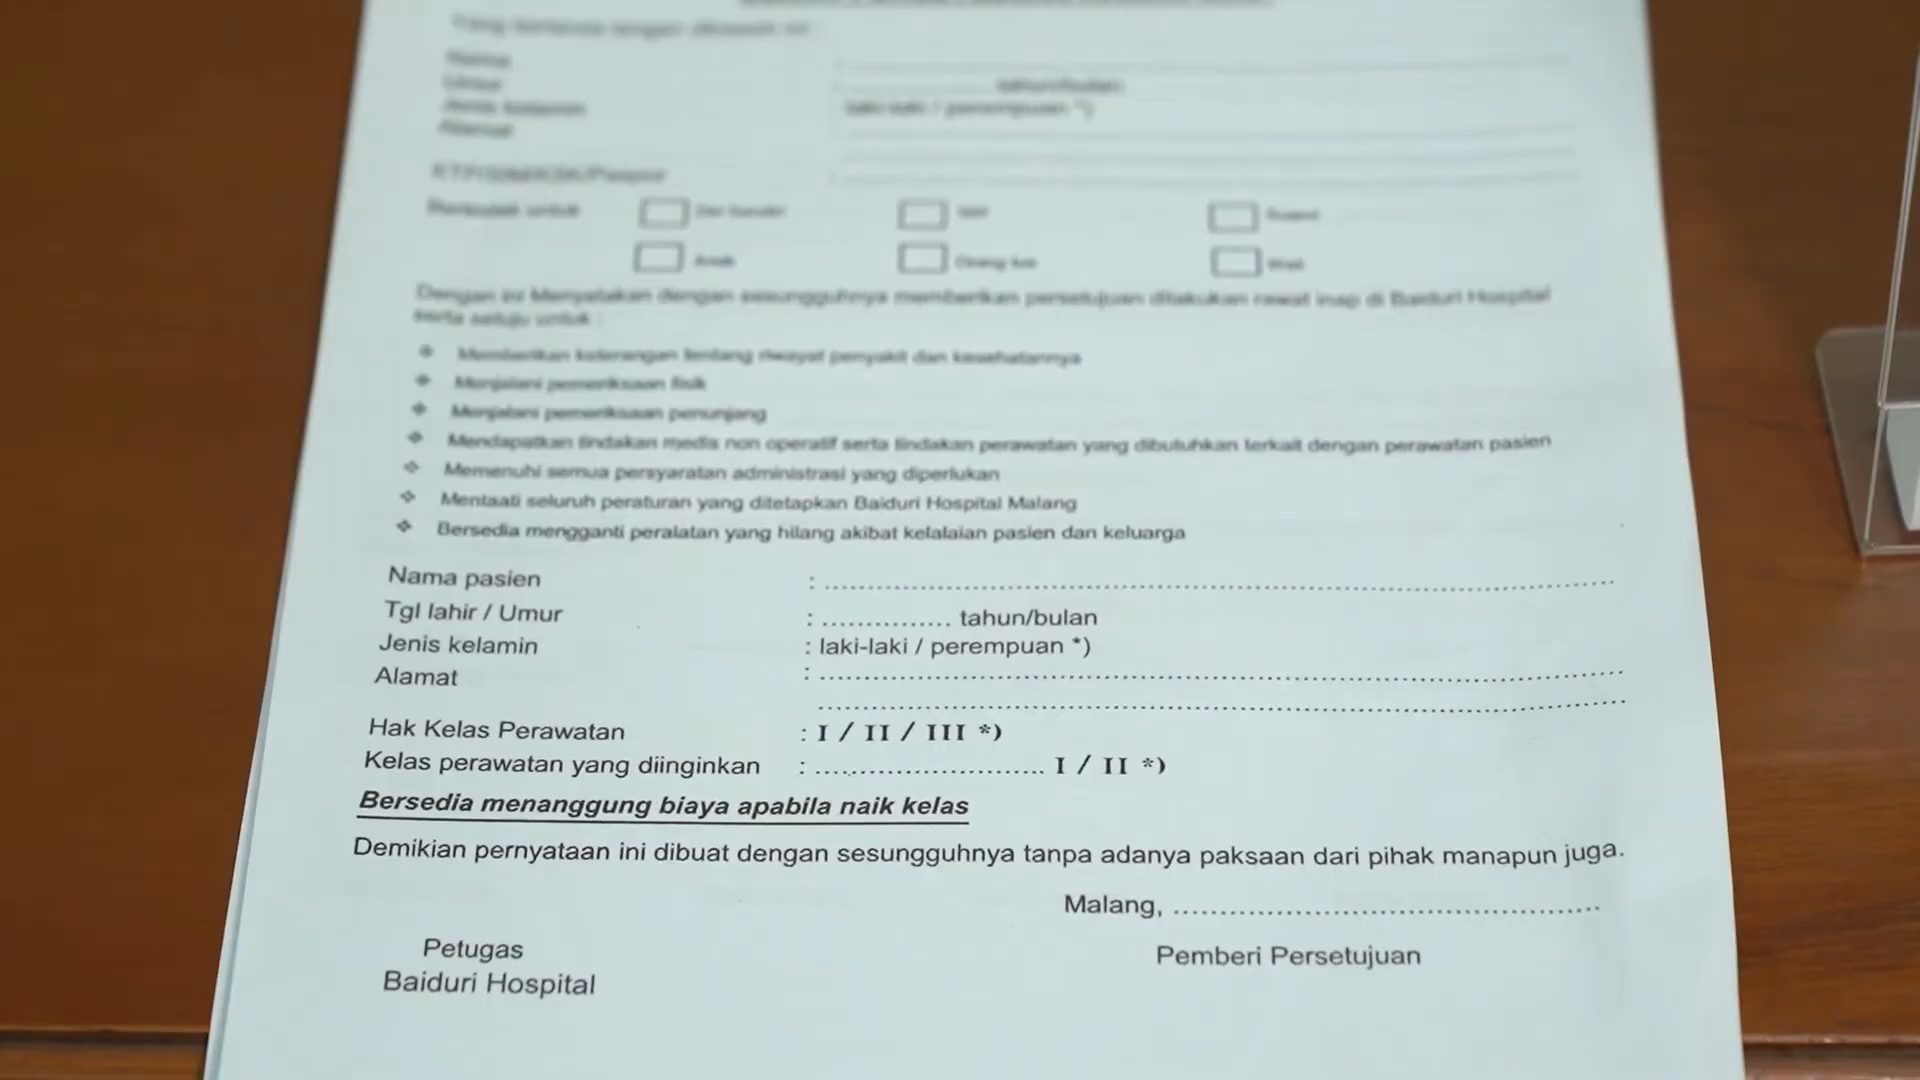 Yang bertanda tangan dibawah ini :
Nama :
Umur : tahun/bulan
Jenis kelamin laki-laki / perempuan *)
Alamat
Bertindak untuk Diri Sendiri Istri Suami
Anak Orang tua Wali
Dengan ini Menyatakan dengan sesungguhnya memberikan persetujuan dilakukan rawat inap di Baiduri Hospital
serta setuju untuk :
❖ Memberikan keterangan tentang riwayat penyakit dan kesehatannya
❖ Menjalani pemeriksaan fisik
❖ Menjalani pemeriksaan penunjang
❖ Mendapatkan tindakan medis non operatif serta tindakan perawatan yang dibutuhkan terkait dengan perawatan pasien
❖ Memenuhi semua persyaratan administrasi yang diperlukan
❖ Mentaati seluruh peraturan yang ditetapkan Baiduri Hospital Malang
❖ Bersedia mengganti peralatan yang hilang akibat kelalaian pasien dan keluarga
Nama pasien : ........................................................................
Tgl lahir / Umur : ............... tahun/bulan
Jenis kelamin : laki-laki / perempuan *)
Alamat : ........................................................................
........................................................................
Hak Kelas Perawatan : I / II / III *)
Kelas perawatan yang diinginkan : ......................... I / II *)
Bersedia menanggung biaya apabila naik kelas
Demikian pernyataan ini dibuat dengan sesungguhnya tanpa adanya paksaan dari pihak manapun juga.
Malang, .............................................
Petugas Pemberi Persetujuan
Baiduri Hospital